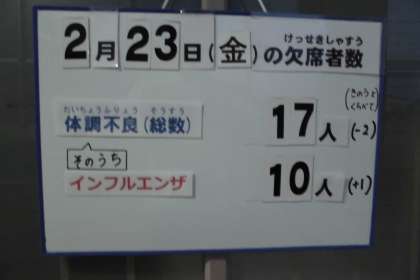 けっせきしゃすう
2月23日(金)の欠席者数
(きのうと
くらべて)
たいちょうふりょう そうすう
体調不良(総数) 17人(-2)
そのうち
インフルエンザ 10人(+1)